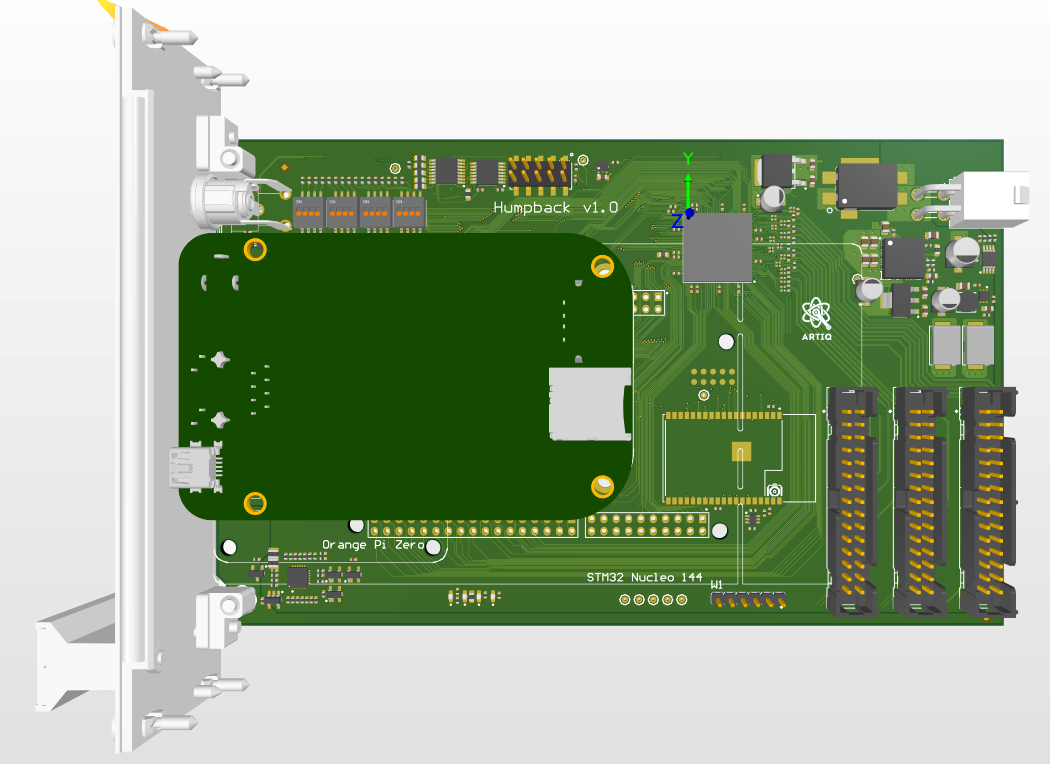 Y
Humpback v1.0
Z
ARTIQ
Orange Pi Zero
STM32 Nucleo 144
W1